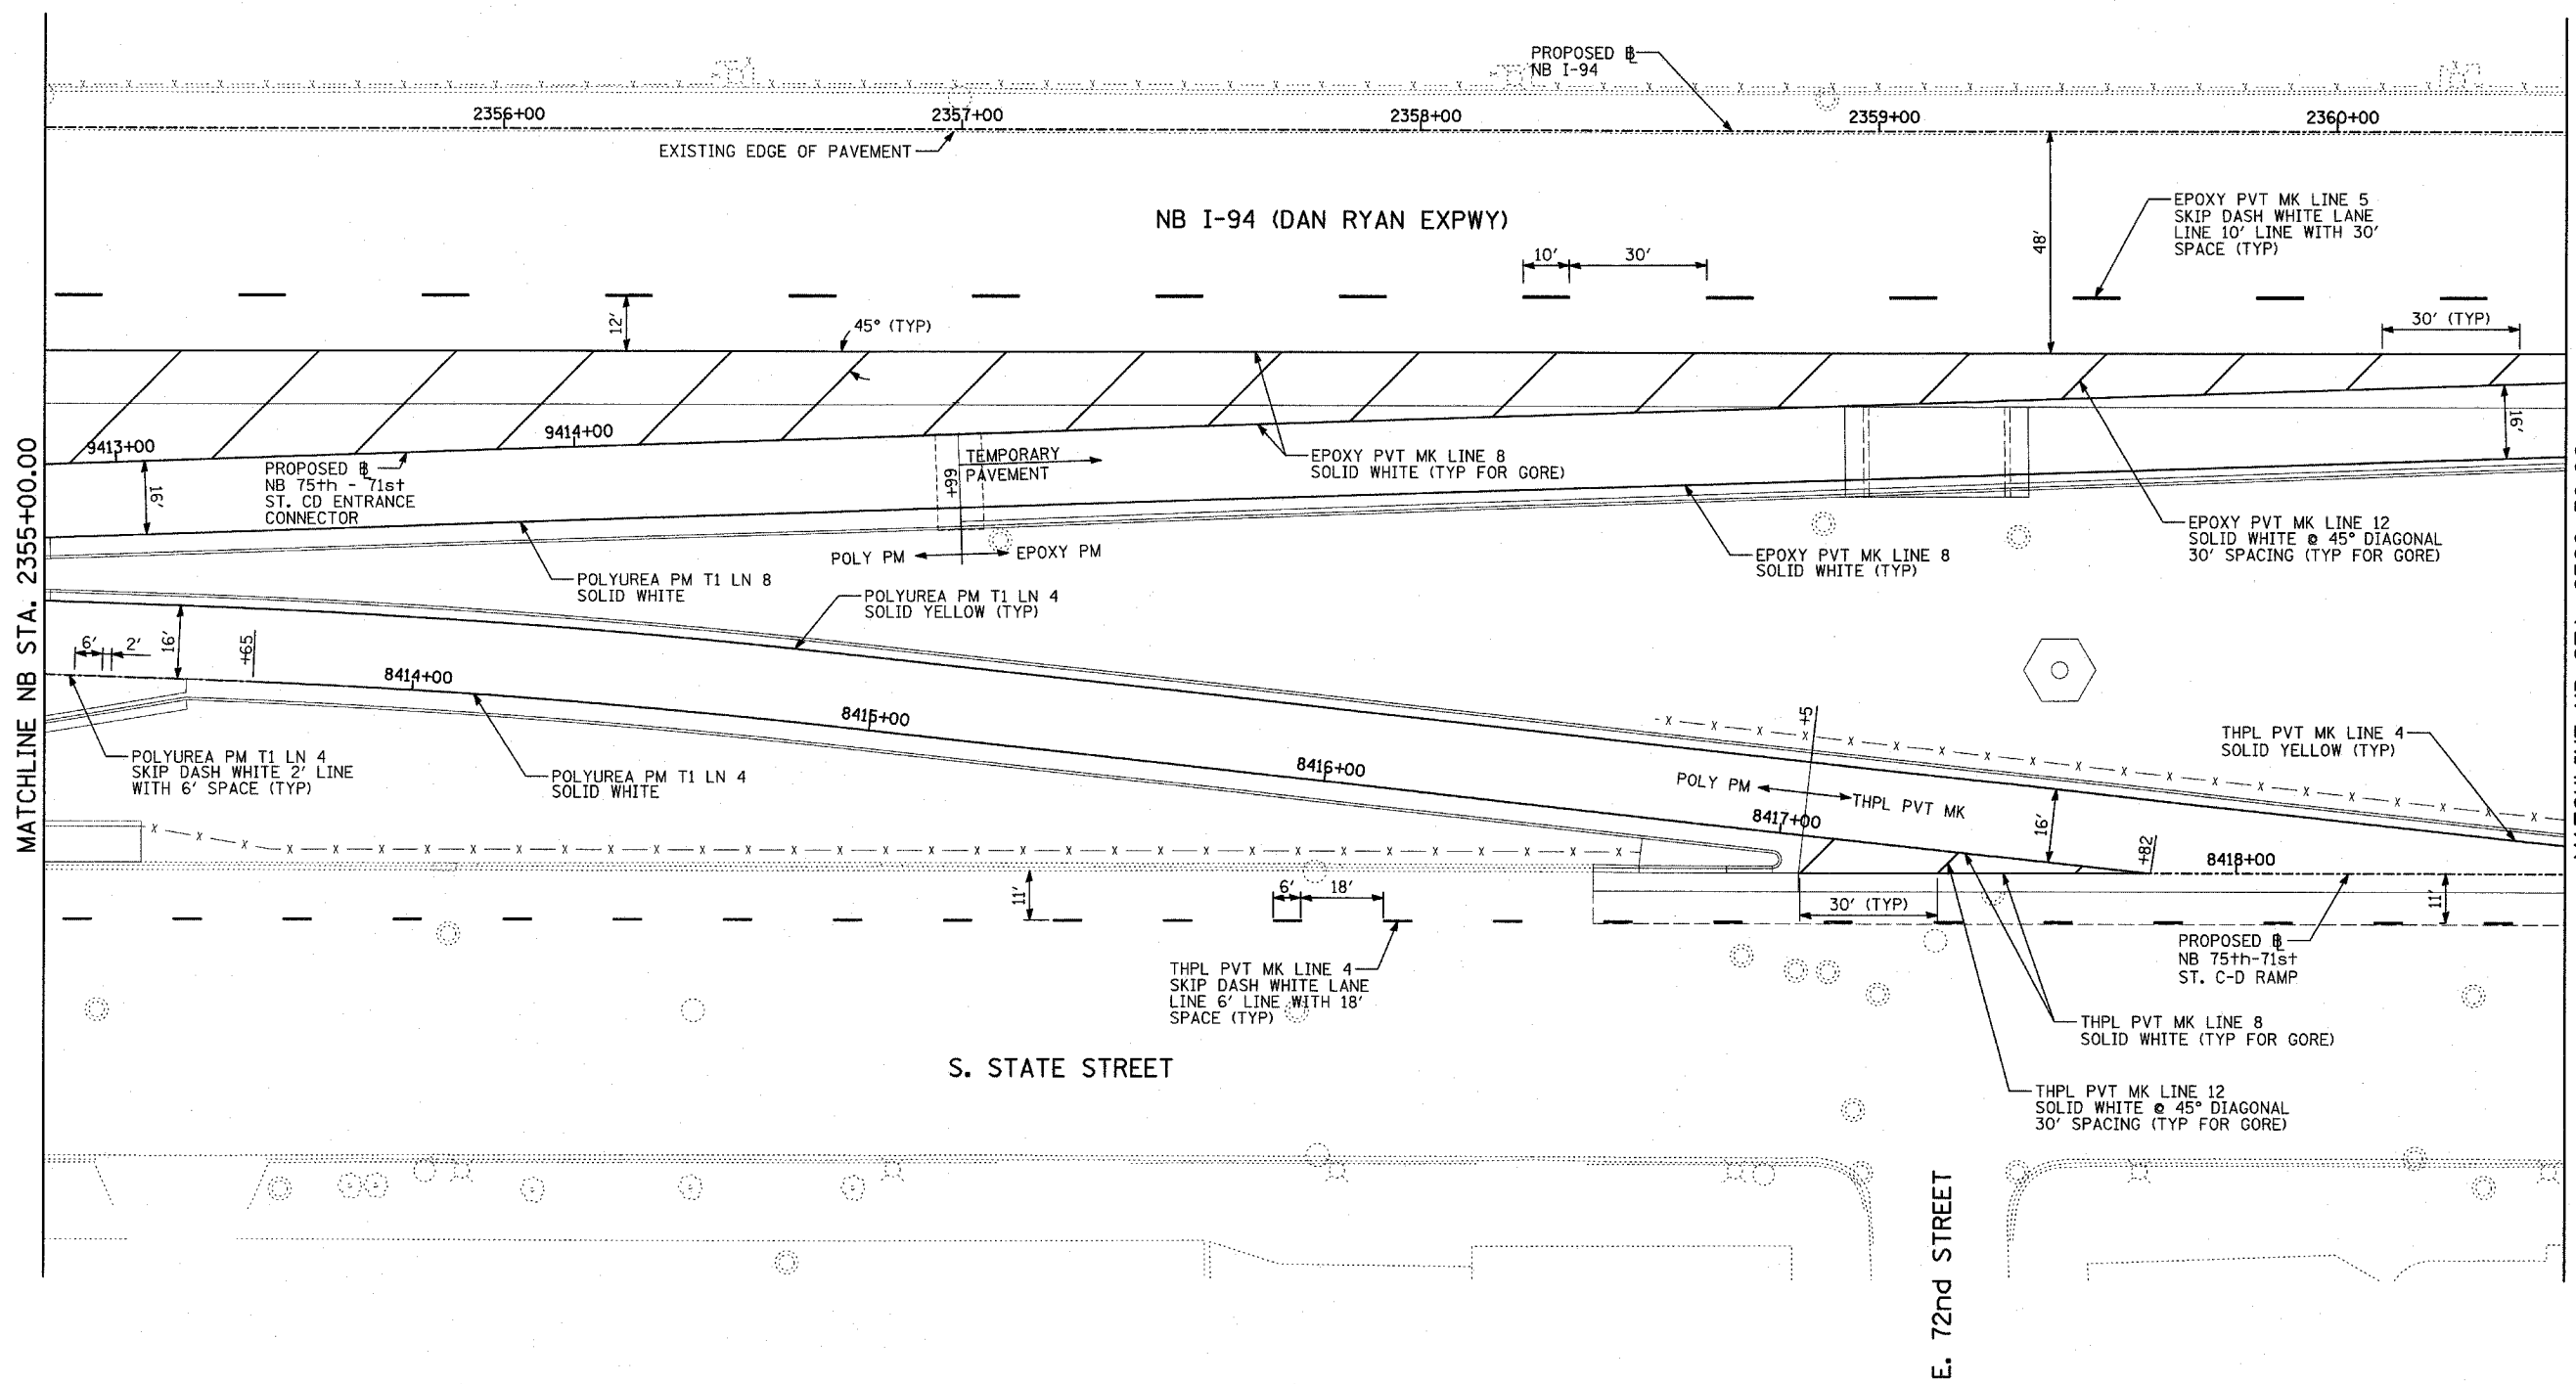 PROPOSED BL
NB I-94
2356+00
2357+00
2358+00
2359+00
2360+00
EXISTING EDGE OF PAVEMENT
NB I-94 (DAN RYAN EXPWY)
48'
EPOXY PVT MK LINE 5
SKIP DASH WHITE LANE
LINE 10' LINE WITH 30'
SPACE (TYP)
10'
30'
12'
45° (TYP)
30' (TYP)
9413+00
9414+00
16'
PROPOSED BL
NB 75th - 71st
ST. CD ENTRANCE
CONNECTOR
+99
TEMPORARY
PAVEMENT
EPOXY PVT MK LINE 8
SOLID WHITE (TYP FOR GORE)
16'
EPOXY PVT MK LINE 12
SOLID WHITE @ 45° DIAGONAL
30' SPACING (TYP FOR GORE)
POLY PM
EPOXY PM
EPOXY PVT MK LINE 8
SOLID WHITE (TYP)
MATCHLINE NB STA. 2355+00.00
POLYUREA PM T1 LN 8
SOLID WHITE
POLYUREA PM T1 LN 4
SOLID YELLOW (TYP)
6'
2'
16'
+65
8414+00
8415+00
8416+00
8417+00
8418+00
POLYUREA PM T1 LN 4
SKIP DASH WHITE 2' LINE
WITH 6' SPACE (TYP)
POLYUREA PM T1 LN 4
SOLID WHITE
+5
POLY PM
THPL PVT MK
16'
+82
THPL PVT MK LINE 4
SOLID YELLOW (TYP)
11'
6'
18'
30' (TYP)
11'
THPL PVT MK LINE 4
SKIP DASH WHITE LANE
LINE 6' LINE WITH 18'
SPACE (TYP)
PROPOSED BL
NB 75th-71st
ST. C-D RAMP
THPL PVT MK LINE 8
SOLID WHITE (TYP FOR GORE)
S. STATE STREET
THPL PVT MK LINE 12
SOLID WHITE @ 45° DIAGONAL
30' SPACING (TYP FOR GORE)
E. 72nd STREET